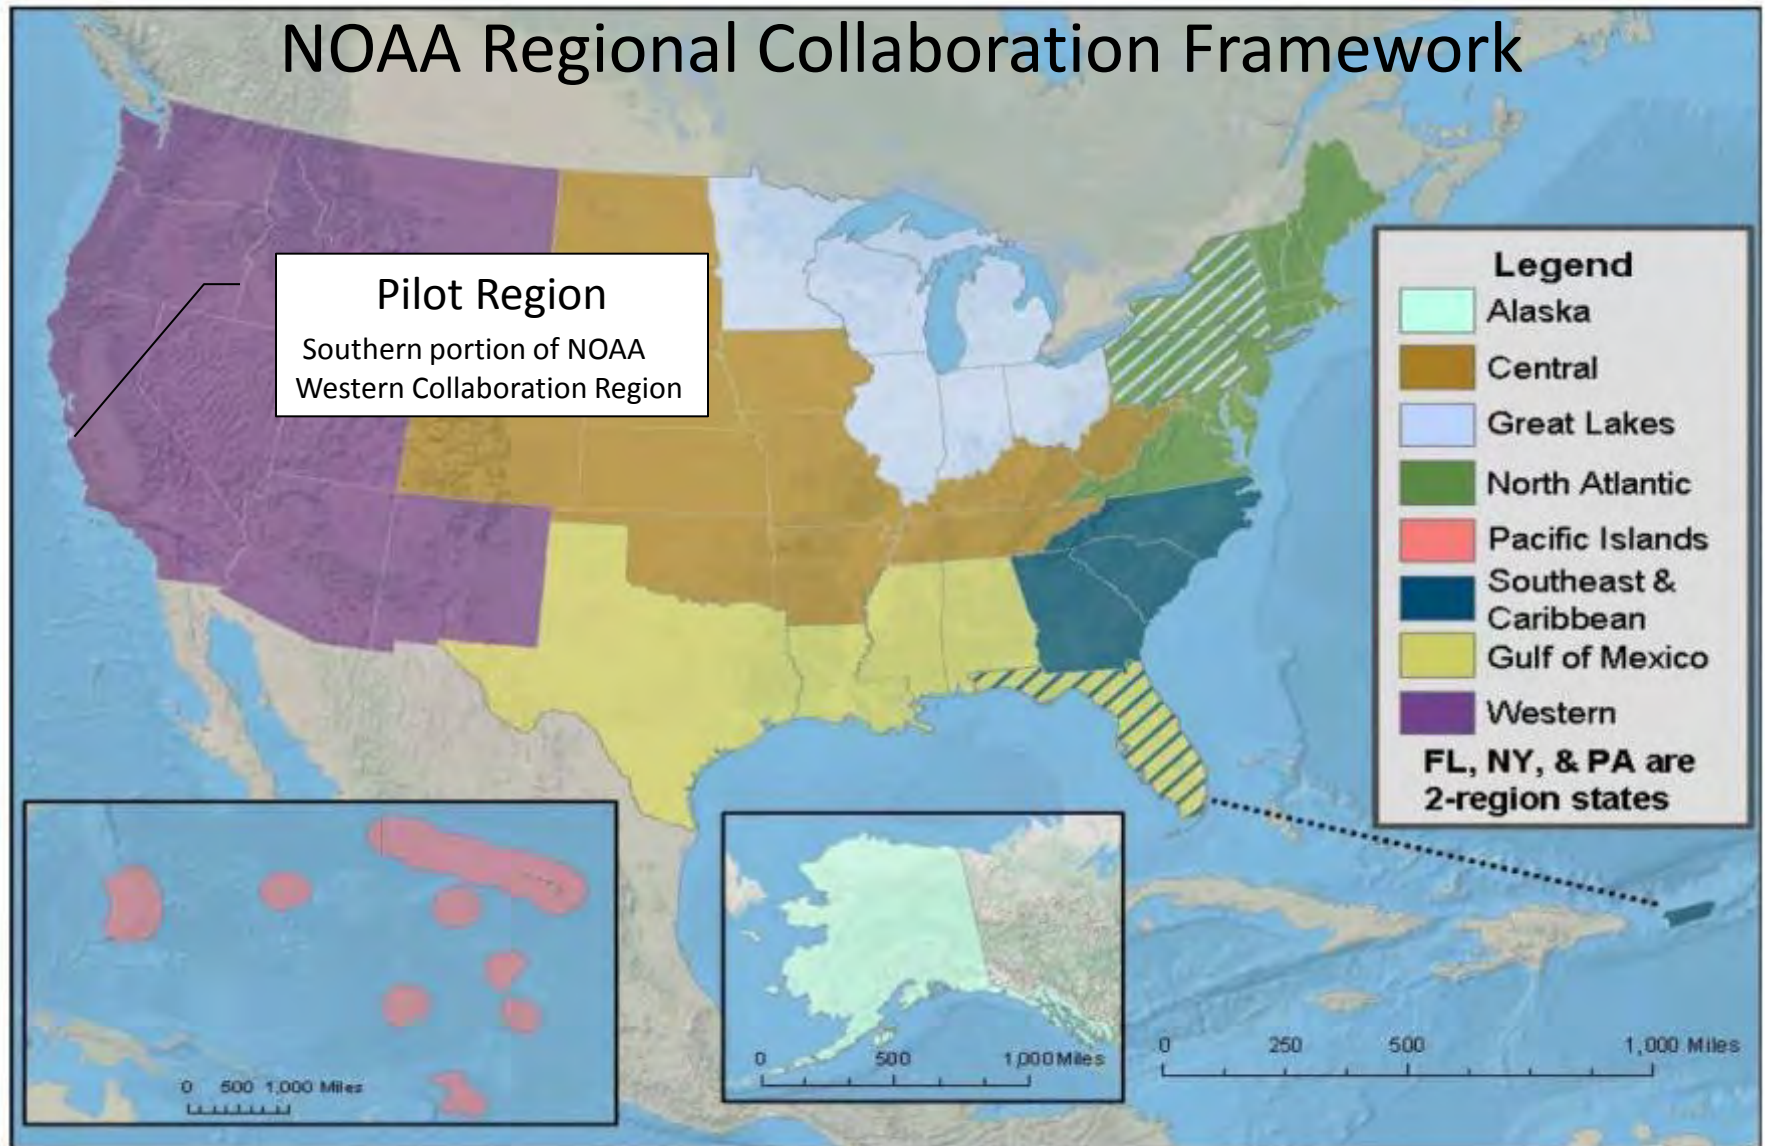 NOAA Regional Collaboration Framework
Pilot Region
Southern portion of NOAA
Western Collaboration Region
Legend
Alaska
Central
Great Lakes
North Atlantic
Pacific Islands
Southeast &
Caribbean
Gulf of Mexico
Western
FL, NY, & PA are
2-region states
0 500 1,000 Miles
0 500 1,000 Miles
0 250 500 1,000 Miles